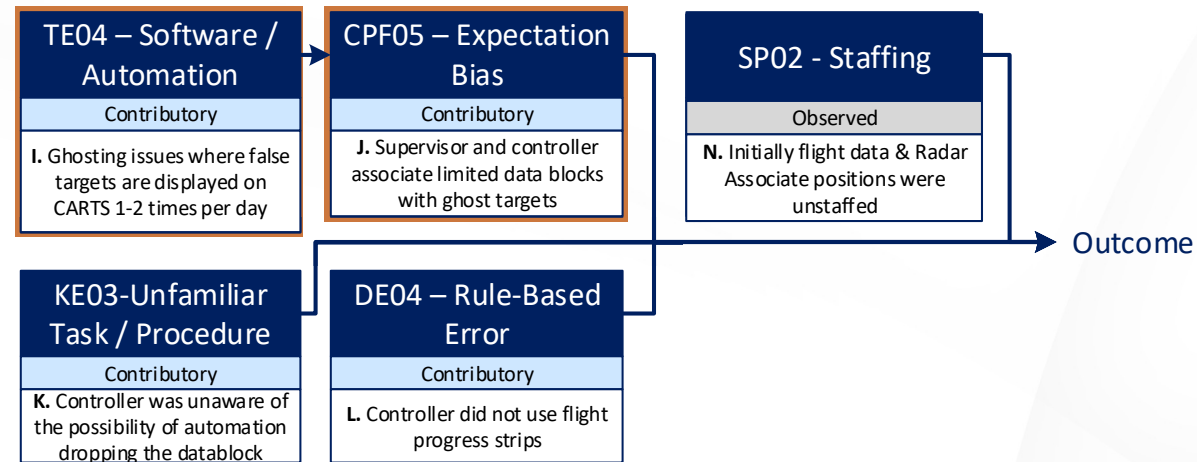 TE04 – Software /
Automation
Contributory
I. Ghosting issues where false
targets are displayed on
CARTS 1-2 times per day
CPF05 – Expectation
Bias
Contributory
J. Supervisor and controller
associate limited data blocks
with ghost targets
SP02 - Staffing
Observed
N. Initially flight data & Radar
Associate positions were
unstaffed
Outcome
KE03-Unfamiliar
Task / Procedure
Contributory
K. Controller was unaware of
the possibility of automation
dropping the datablock
DE04 – Rule-Based
Error
Contributory
L. Controller did not use flight
progress strips